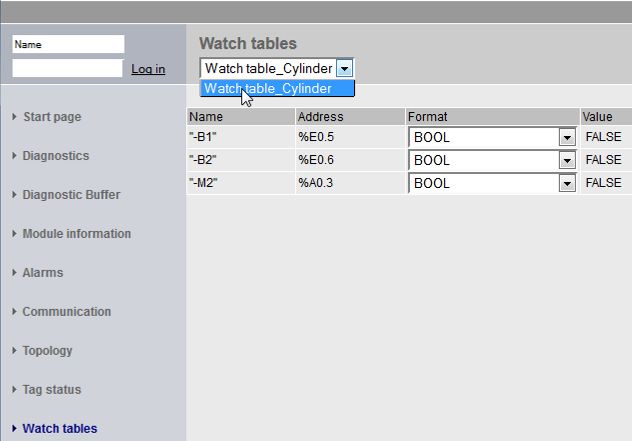 Name
Log in
Watch tables
Watch table_Cylinder
Watch table_Cylinder
Start page
Diagnostics
Diagnostic Buffer
Module information
Alarms
Communication
Topology
Tag status
Watch tables
Name Address Format Value
"-B1" %E0.5 BOOL FALSE
"-B2" %E0.6 BOOL FALSE
"-M2" %A0.3 BOOL FALSE